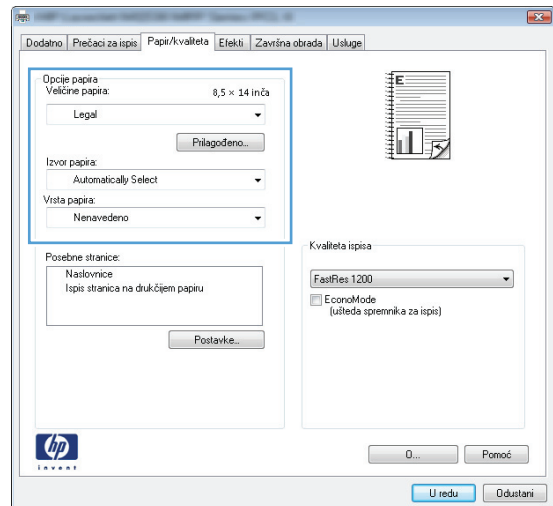 Dodatno Prečaci za ispis Papir/kvaliteta Efekti Završna obrada Usluge
Opcije papira
Veličine papira: 8,5 × 14 inča
Legal
Prilagođeno...
Izvor papira:
Automatically Select
Vrsta papira:
Nenavedeno
E
Posebne stranice:
Naslovnice
Ispis stranica na drukčijem papiru
Postavke...
Kvaliteta ispisa
FastRes 1200
EconoMode
(ušteda spremnika za ispis)
hp
invent
O... Pomoć
U redu Odustani